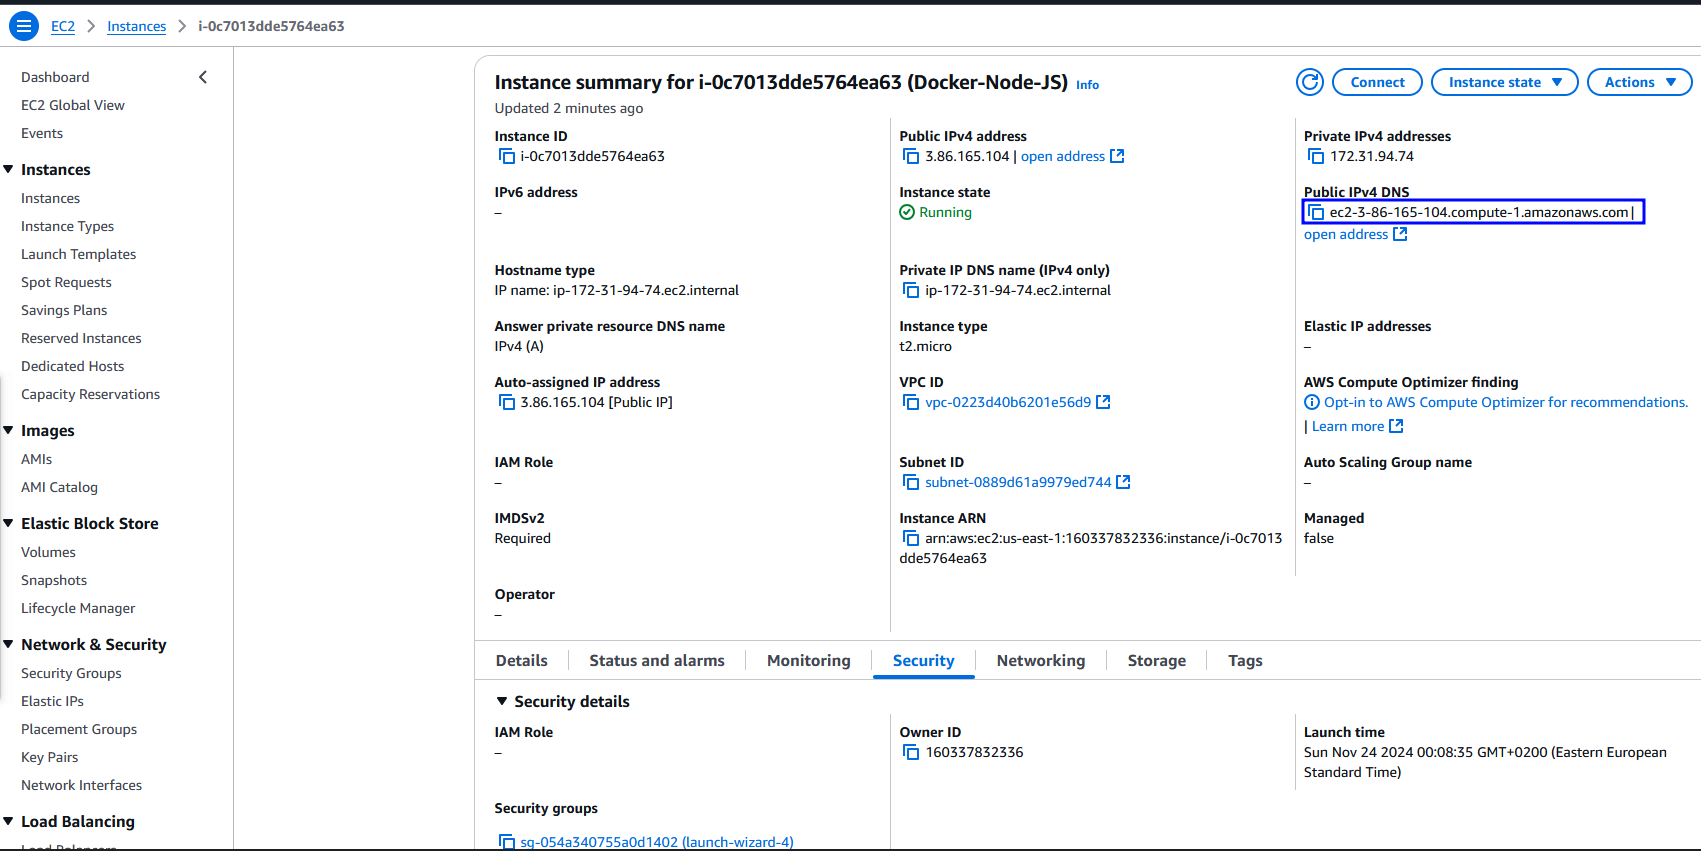 EC2 > Instances > i-0c7013dde5764ea63
Dashboard
EC2 Global View
Events
Instances
Instances
Instance Types
Launch Templates
Spot Requests
Savings Plans
Reserved Instances
Dedicated Hosts
Capacity Reservations
Images
AMIs
AMI Catalog
Elastic Block Store
Volumes
Snapshots
Lifecycle Manager
Network & Security
Security Groups
Elastic IPs
Placement Groups
Key Pairs
Network Interfaces
Load Balancing
Load Balancers
Instance summary for i-0c7013dde5764ea63 (Docker-Node-JS) Info
Connect
Instance state
Actions
Updated 2 minutes ago
Instance ID
i-0c7013dde5764ea63
Public IPv4 address
3.86.165.104 | open address
Private IPv4 addresses
172.31.94.74
IPv6 address
–
Instance state
Running
Public IPv4 DNS
ec2-3-86-165-104.compute-1.amazonaws.com |
open address
Hostname type
IP name: ip-172-31-94-74.ec2.internal
Private IP DNS name (IPv4 only)
ip-172-31-94-74.ec2.internal
Answer private resource DNS name
IPv4 (A)
Instance type
t2.micro
Elastic IP addresses
–
Auto-assigned IP address
3.86.165.104 [Public IP]
VPC ID
vpc-0223d40b6201e56d9
AWS Compute Optimizer finding
Opt-in to AWS Compute Optimizer for recommendations.
| Learn more
IAM Role
–
Subnet ID
subnet-0889d61a9979ed744
Auto Scaling Group name
–
IMDSv2
Required
Instance ARN
arn:aws:ec2:us-east-1:160337832336:instance/i-0c7013
dde5764ea63
Managed
false
Operator
–
Details
Status and alarms
Monitoring
Security
Networking
Storage
Tags
Security details
IAM Role
–
Owner ID
160337832336
Launch time
Sun Nov 24 2024 00:08:35 GMT+0200 (Eastern European
Standard Time)
Security groups
sg-054a340755a0d1402 (launch-wizard-4)